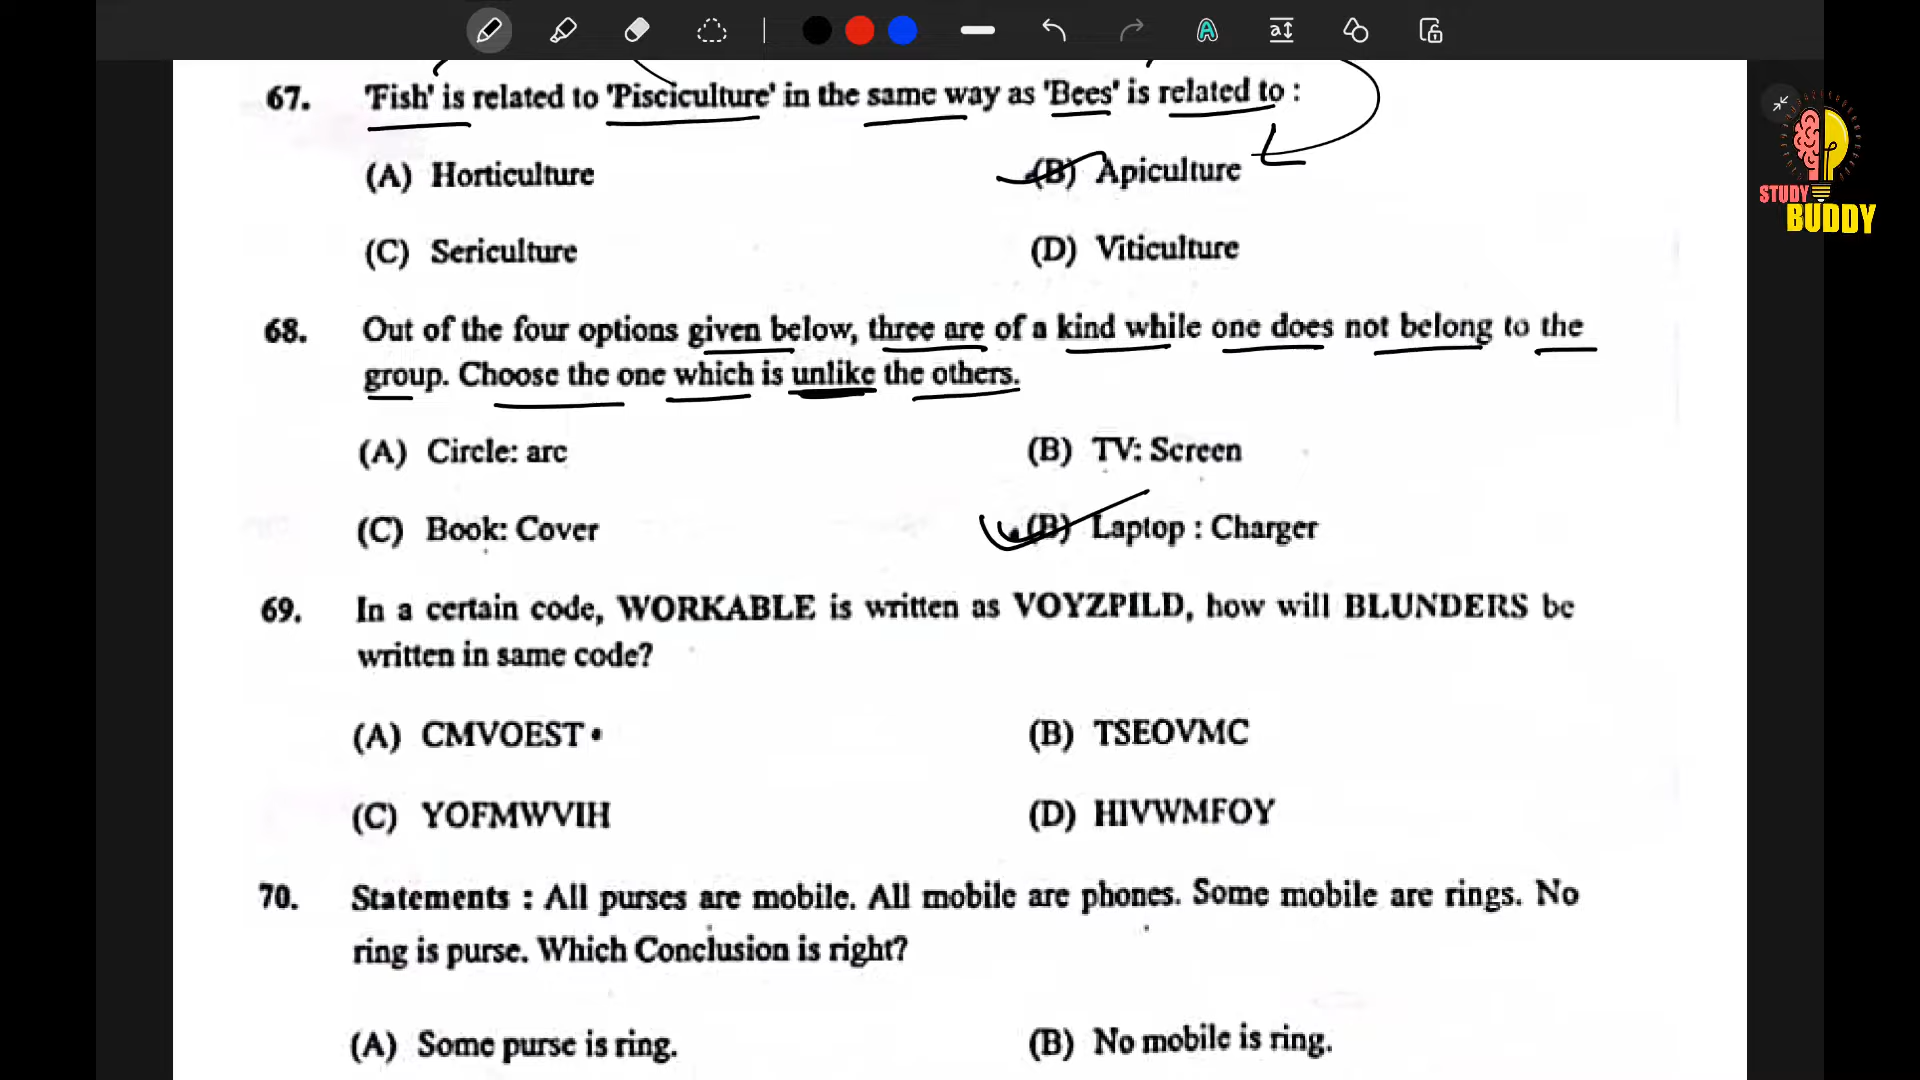 67. 'Fish' is related to 'Pisciculture' in the same way as 'Bees' is related to :
(A) Horticulture (B) Apiculture
(C) Sericulture (D) Viticulture
STUDY
BUDDY
68. Out of the four options given below, three are of a kind while one does not belong to the
group. Choose the one which is unlike the others.
(A) Circle: arc (B) TV: Screen
(C) Book: Cover (B) Laptop : Charger
69. In a certain code, WORKABLE is written as VOYZPILD, how will BLUNDERS be
written in same code?
(A) CMVOEST (B) TSEOVMC
(C) YOFMWVIH (D) HIVWMFOY
70. Statements : All purses are mobile. All mobile are phones. Some mobile are rings. No
ring is purse. Which Conclusion is right?
(A) Some purse is ring. (B) No mobile is ring.